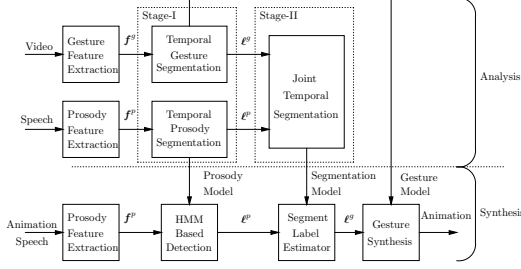 Stage-I
Stage-II
Video
Gesture
Feature
Extraction
f^g
Temporal
Gesture
Segmentation
ℓ^g
Joint
Temporal
Segmentation
Analysis
Speech
Prosody
Feature
Extraction
f^p
Temporal
Prosody
Segmentation
ℓ^p
Prosody
Model
Segmentation
Model
Gesture
Model
Synthesis
Animation
Speech
Prosody
Feature
Extraction
f^p
HMM
Based
Detection
ℓ^p
Segment
Label
Estimator
ℓ^g
Gesture
Synthesis
Animation